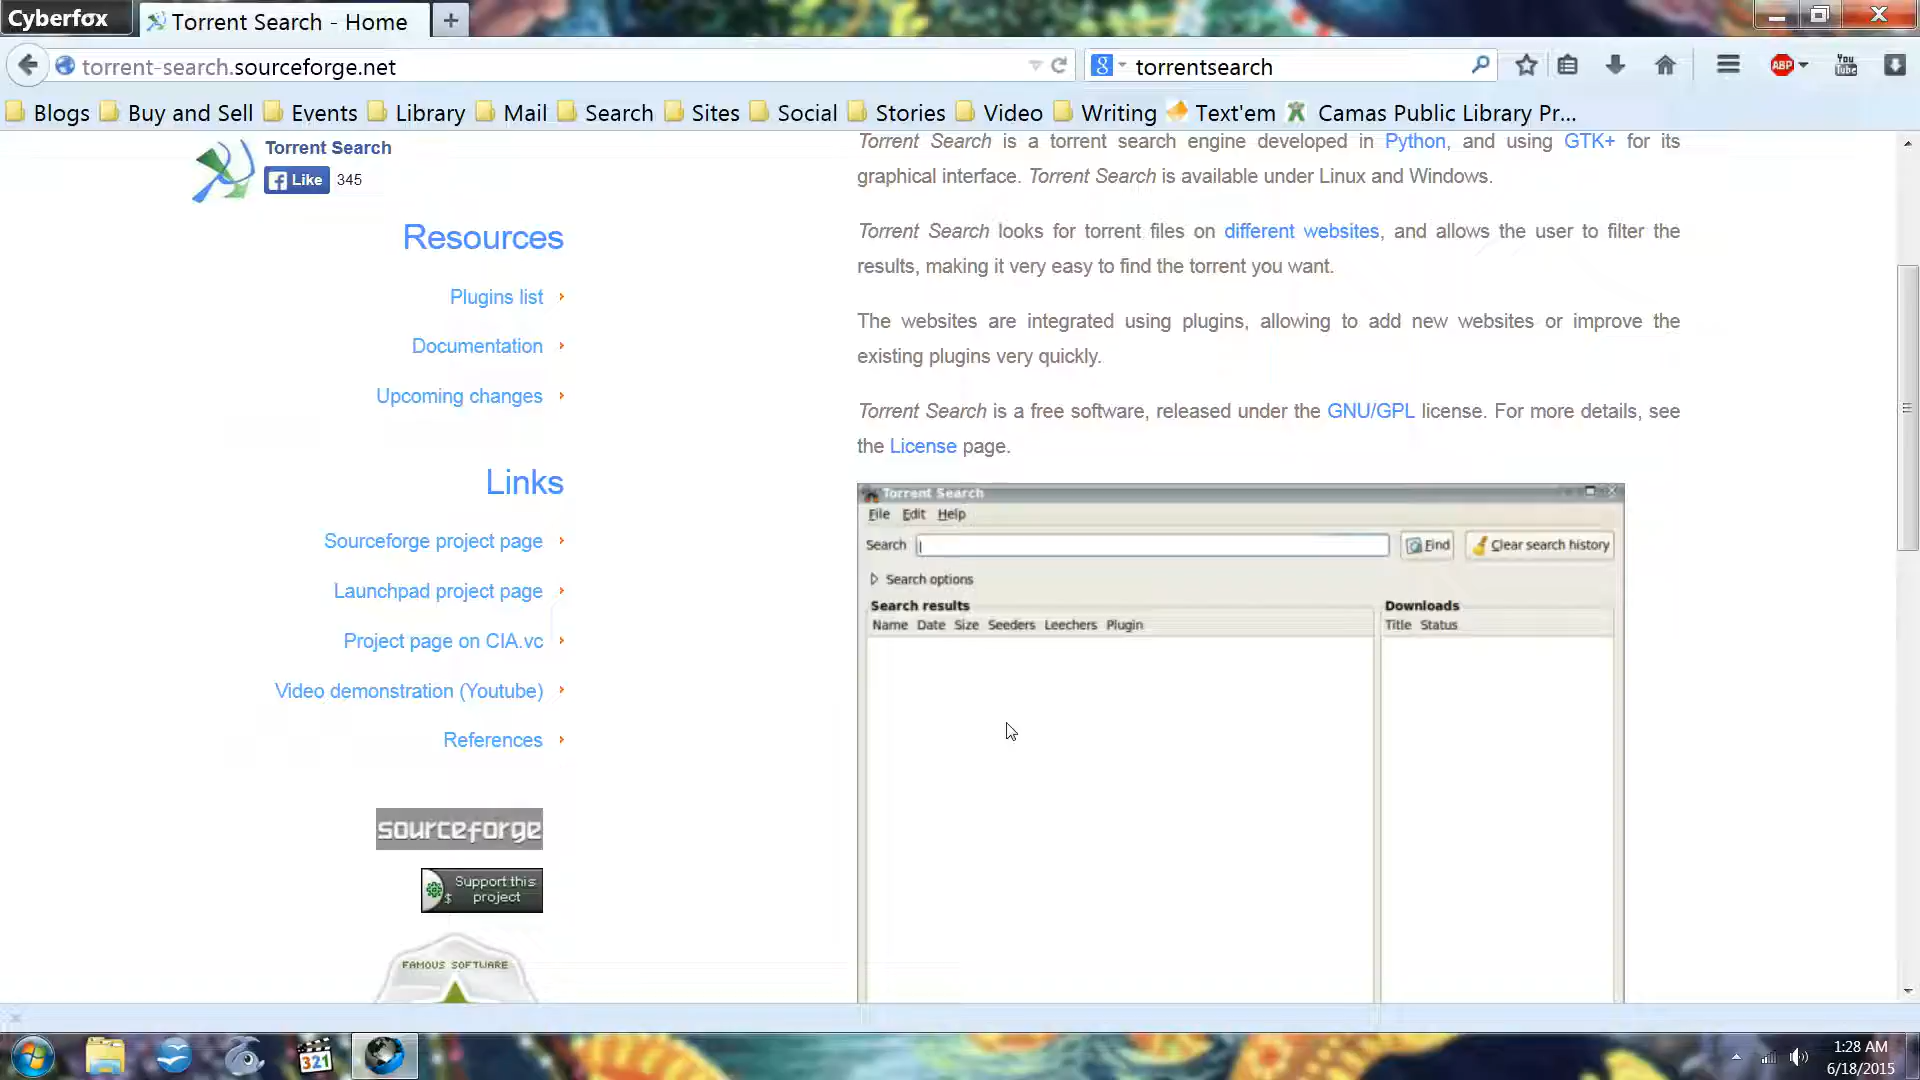 Cyberfox
Torrent Search - Home
torrent-search.sourceforge.net
torrentsearch
ABP
You
Tube
Blogs
Buy and Sell
Events
Library
Mail
Search
Sites
Social
Stories
Video
Writing
Text'em
Camas Public Library Pr...
Torrent Search
Like
345
Resources
Plugins list
Documentation
Upcoming changes
Links
Sourceforge project page
Launchpad project page
Project page on CIA.vc
Video demonstration (Youtube)
References
sourceforge
Support this
$ project
FAMOUS SOFTWARE
Torrent Search is a torrent search engine developed in Python, and using GTK+ for its
graphical interface. Torrent Search is available under Linux and Windows.
Torrent Search looks for torrent files on different websites, and allows the user to filter the
results, making it very easy to find the torrent you want.
The websites are integrated using plugins, allowing to add new websites or improve the
existing plugins very quickly.
Torrent Search is a free software, released under the GNU/GPL license. For more details, see
the License page.
Torrent Search
File Edit Help
Search
Find
Clear search history
Search options
Search results
Name Date Size Seeders Leechers Plugin
Downloads
Title Status
321
1:28 AM
6/18/2015